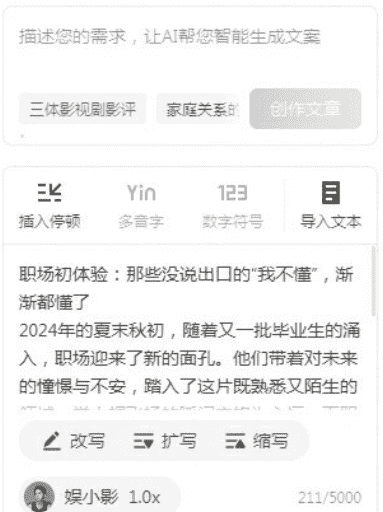 描述您的需求，让AI帮您智能生成文案
三体影视剧影评
家庭关系的
创作文章
Yin
123
插入停顿
多音字
数字符号
导入文本
职场初体验：那些没说出口的“我不懂”，渐
渐都懂了
2024年的夏末秋初，随着又一批毕业生的涌
入，职场迎来了新的面孔。他们带着对未来
的憧憬与不安，踏入了这片既熟悉又陌生的
改写
扩写
缩写
娱小影 1.0x
211/5000